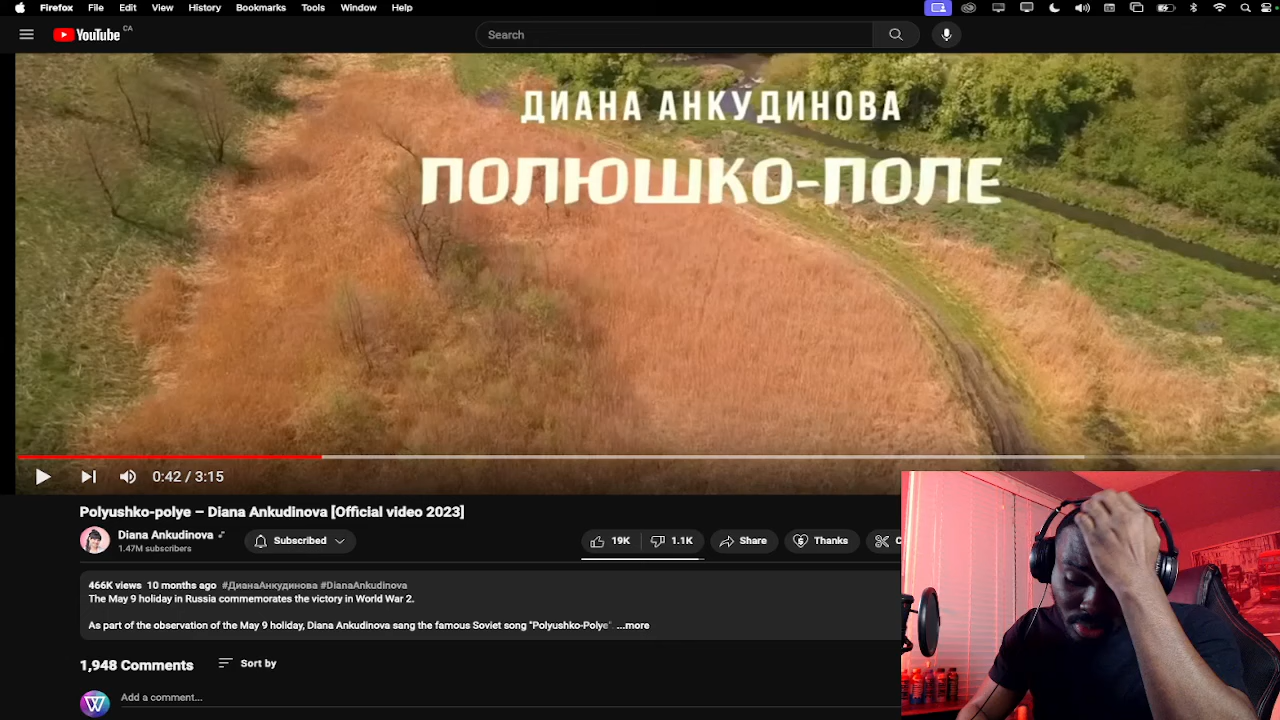 Firefox File Edit View History Bookmarks Tools Window Help
YouTube CA
Search
ДИАНА АНКУДИНОВА
ПОЛЮШКО-ПОЛЕ
0:42 / 3:15
Polyushko-polye – Diana Ankudinova [Official video 2023]
Diana Ankudinova
1.47M subscribers
Subscribed
19K 1.1K Share Thanks C
466K views 10 months ago #ДианаАнкудинова #DianaAnkudinova
The May 9 holiday in Russia commemorates the victory in World War 2.
As part of the observation of the May 9 holiday, Diana Ankudinova sang the famous Soviet song "Polyushko-Polye" ...more
1,948 Comments Sort by
W Add a comment...